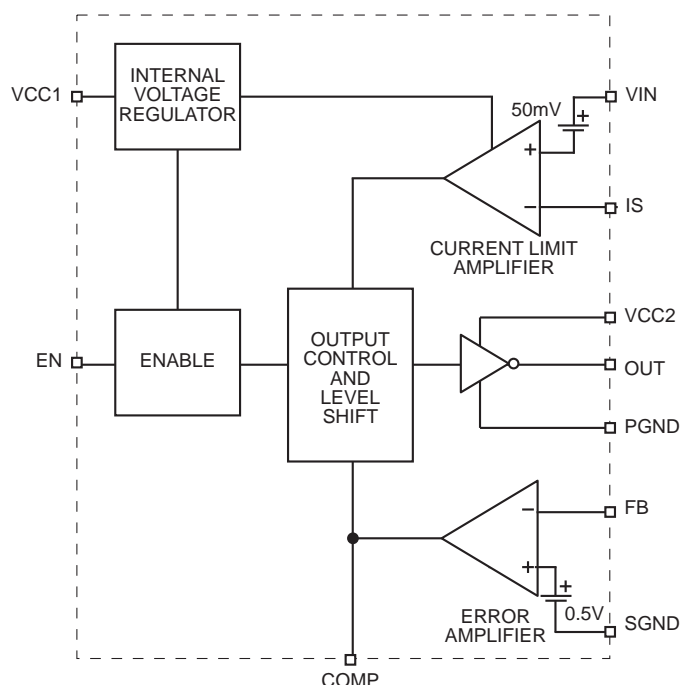 INTERNAL
VOLTAGE
REGULATOR
VCC1
50mV
+
VIN
+
−
IS
CURRENT LIMIT
AMPLIFIER
EN
ENABLE
OUTPUT
CONTROL
AND
LEVEL
SHIFT
VCC2
OUT
PGND
−
FB
+
+
0.5V
ERROR
AMPLIFIER
SGND
COMP